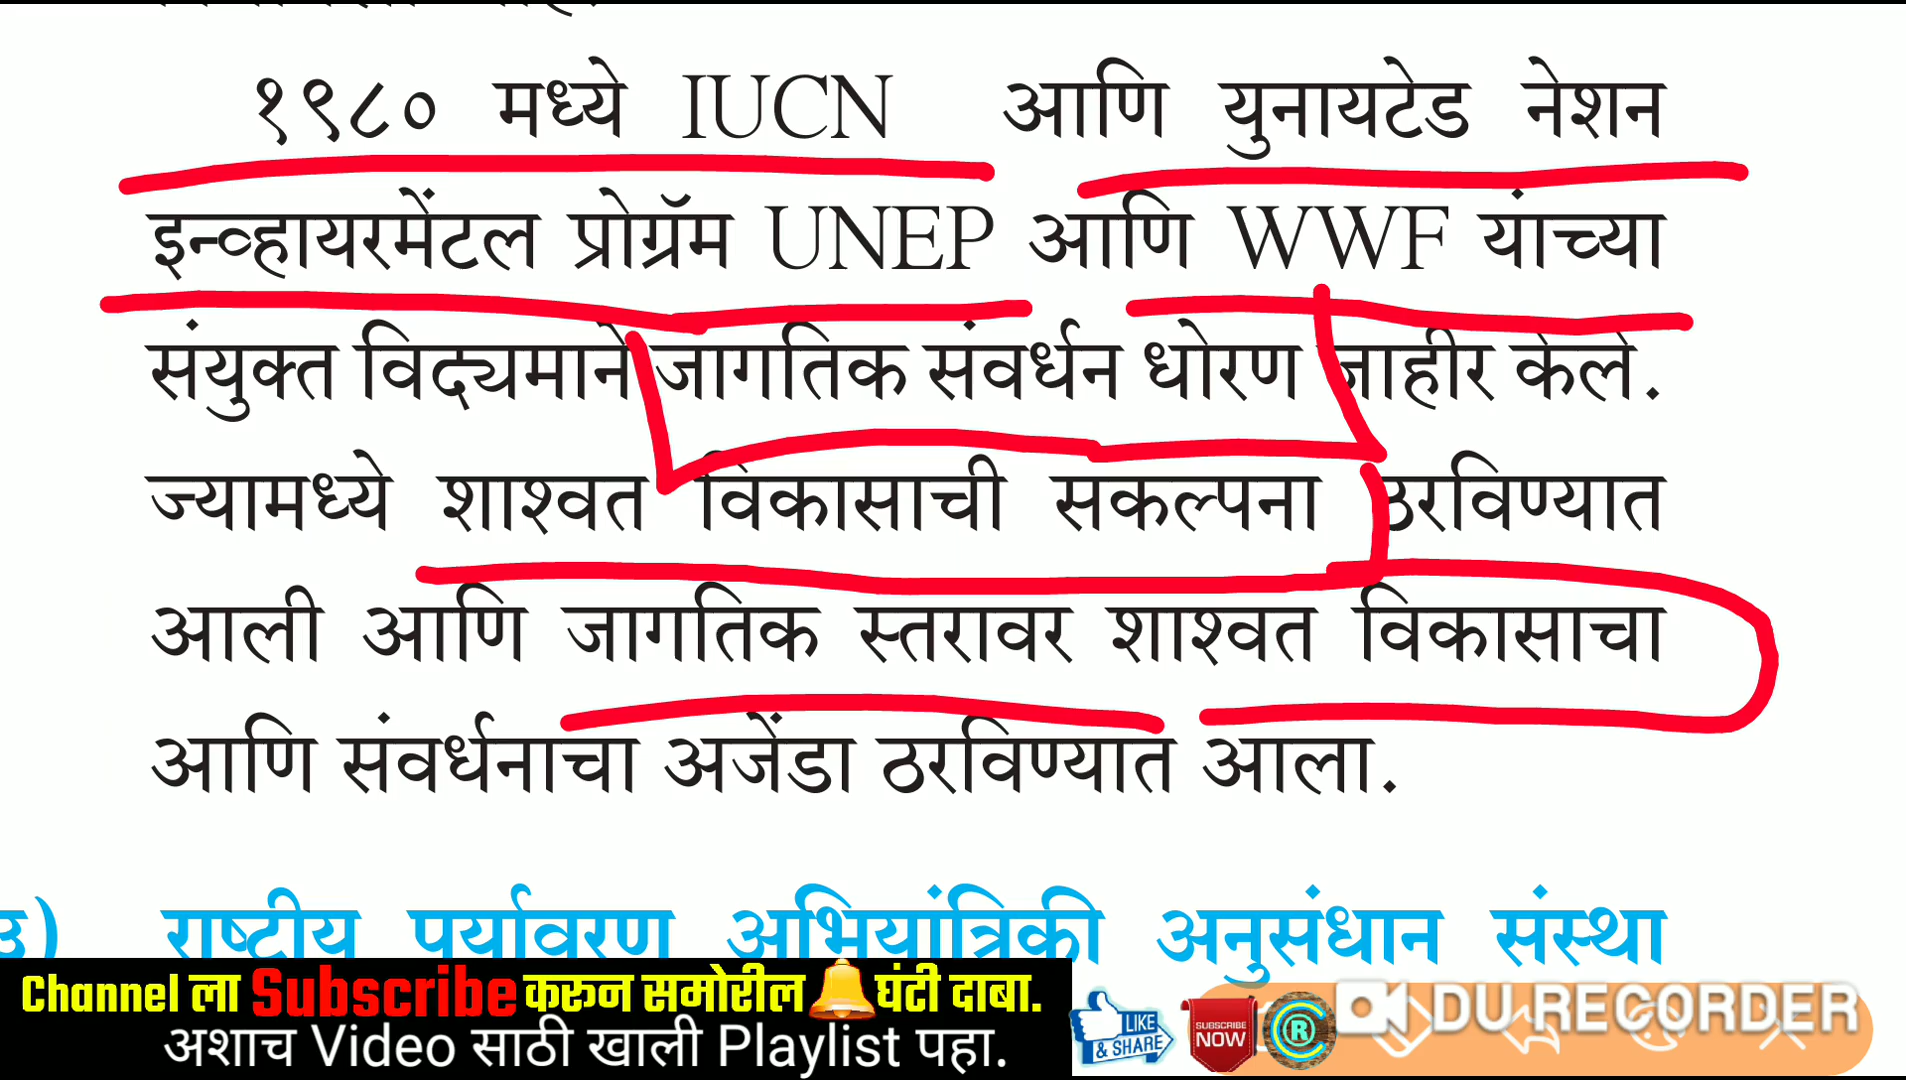 १९८० मध्ये IUCN आणि युनायटेड नेशन
इन्व्हायरमेंटल प्रोग्रॅम UNEP आणि WWF यांच्या
संयुक्त विद्यमाने जागतिक संवर्धन धोरण जाहीर केले.
ज्यामध्ये शाश्वत विकासाची सकल्पना ठरविण्यात
आली आणि जागतिक स्तरावर शाश्वत विकासाचा
आणि संवर्धनाचा अजेंडा ठरविण्यात आला.
उ) राष्ट्रीय पर्यावरण अभियांत्रिकी अनुसंधान संस्था
Channel ला Subscribe करून समोरील घंटी दाबा.
अशाच Video साठी खाली Playlist पहा.
LIKE
& SHARE
SUBSCRIBE
NOW
R
DU RECORDER